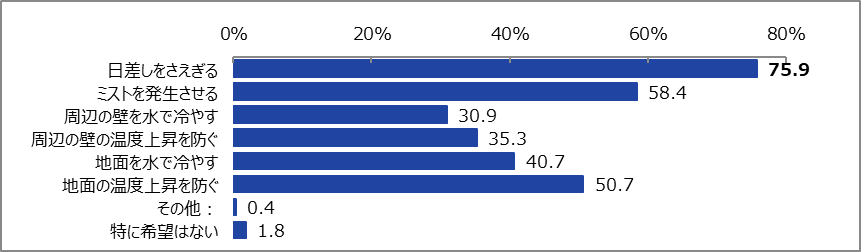 0% 20% 40% 60% 80%
日差しをさえぎる 75.9
ミストを発生させる 58.4
周辺の壁を水で冷やす 30.9
周辺の壁の温度上昇を防ぐ 35.3
地面を水で冷やす 40.7
地面の温度上昇を防ぐ 50.7
その他： 0.4
特に希望はない 1.8